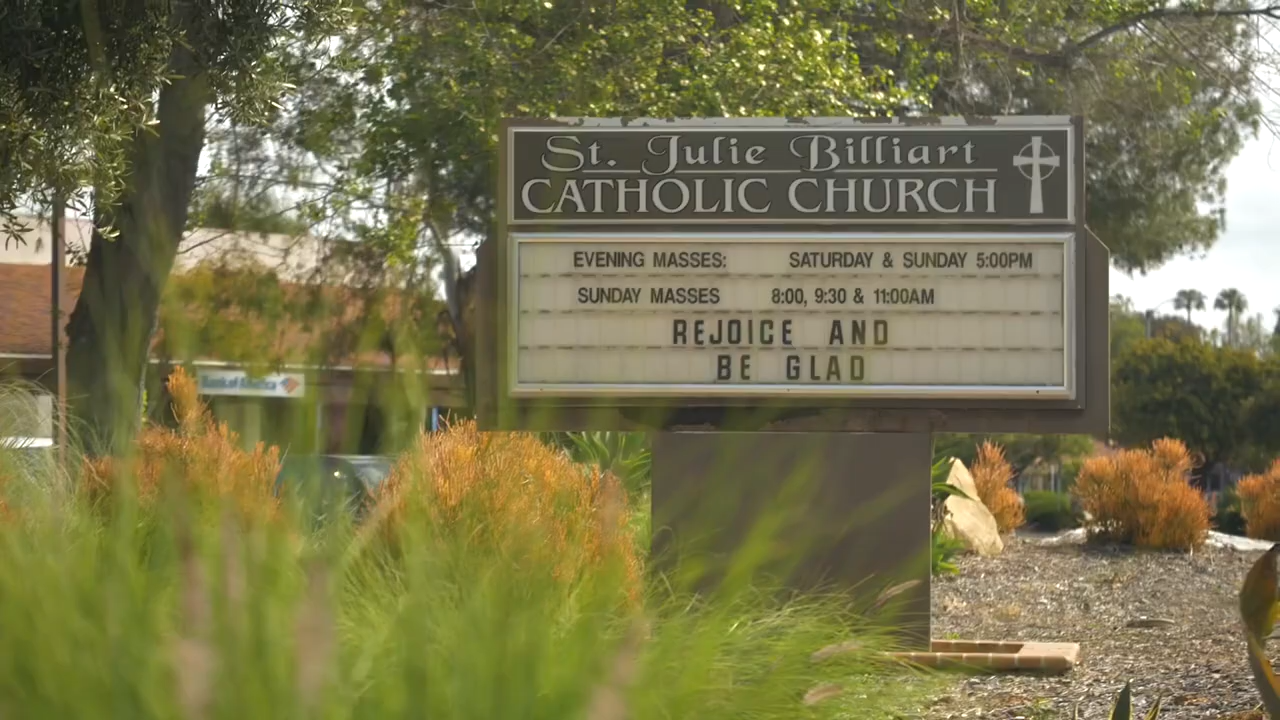 St. Julie Billiart
CATHOLIC CHURCH
EVENING MASSES: SATURDAY & SUNDAY 5:00PM
SUNDAY MASSES 8:00, 9:30 & 11:00AM
REJOICE AND
BE GLAD
Bank of America